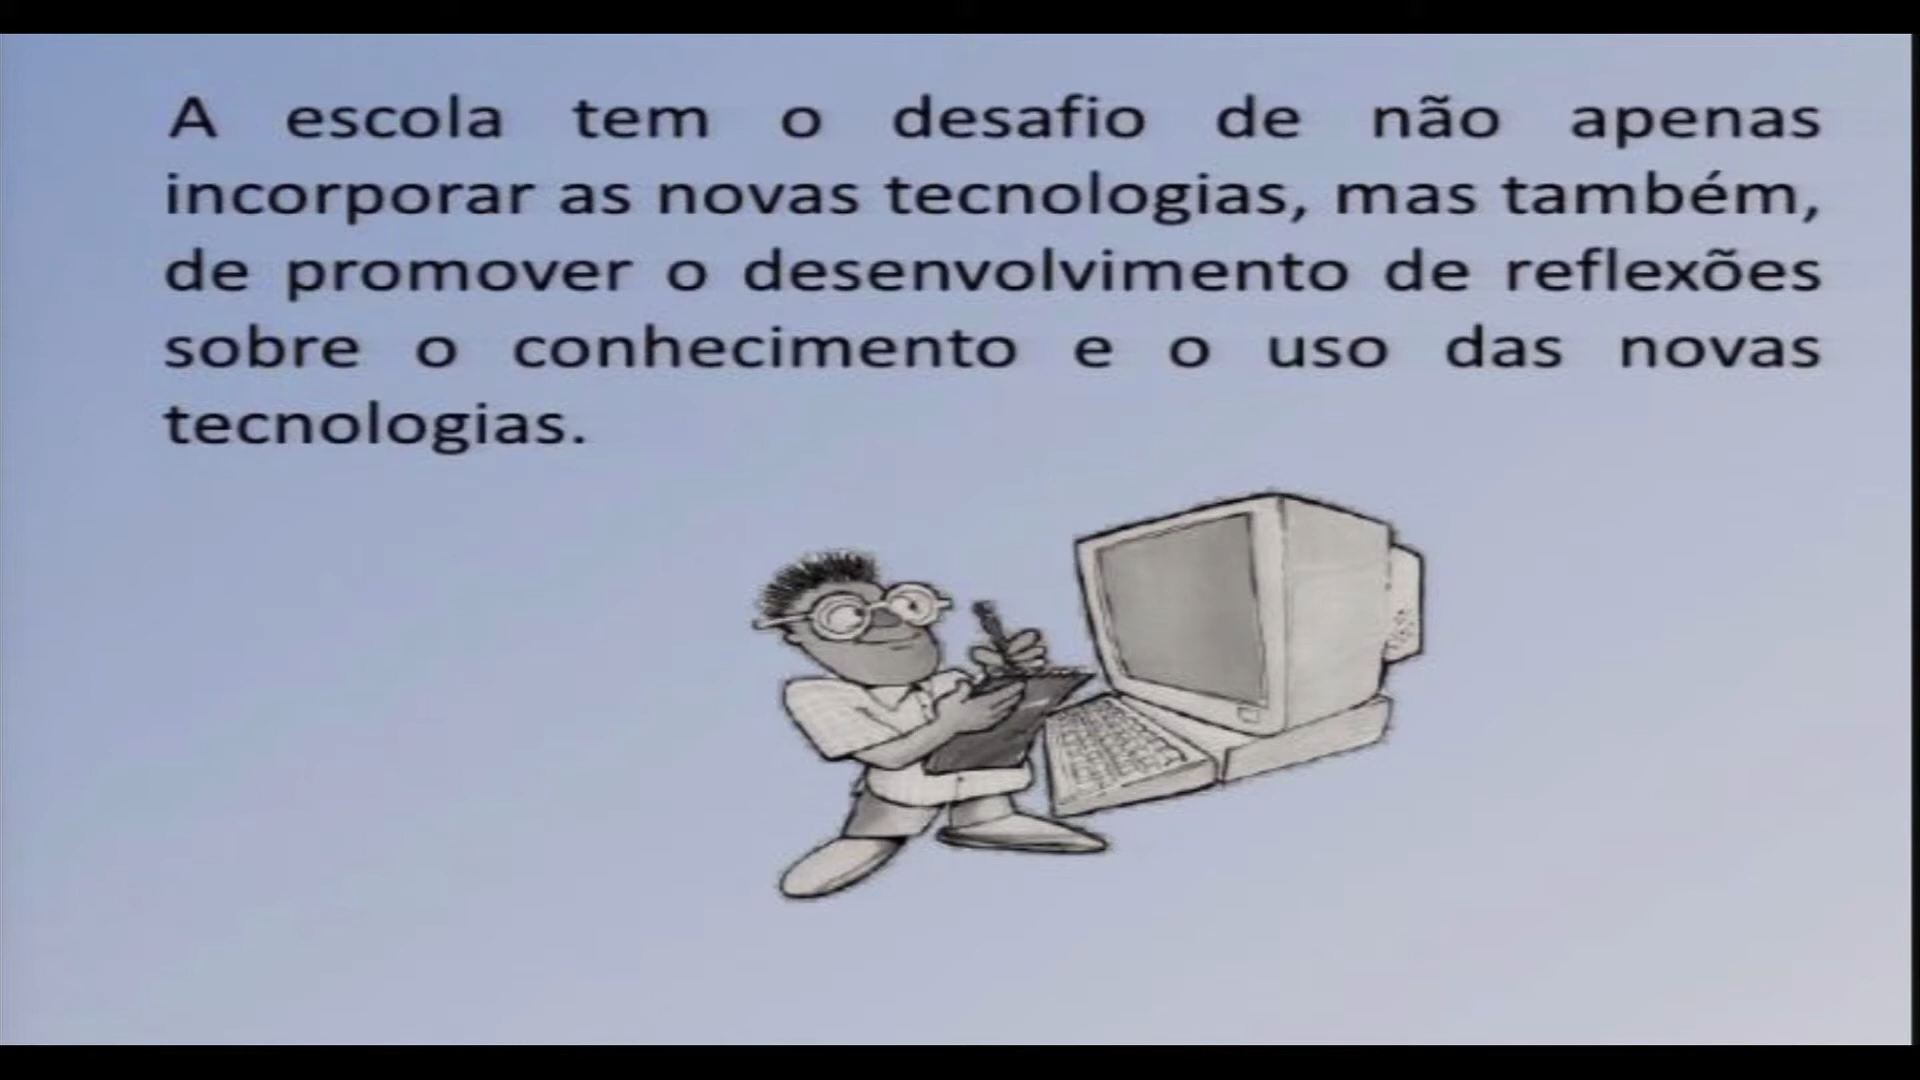 A escola tem o desafio de não apenas
incorporar as novas tecnologias, mas também,
de promover o desenvolvimento de reflexões
sobre o conhecimento e o uso das novas
tecnologias.